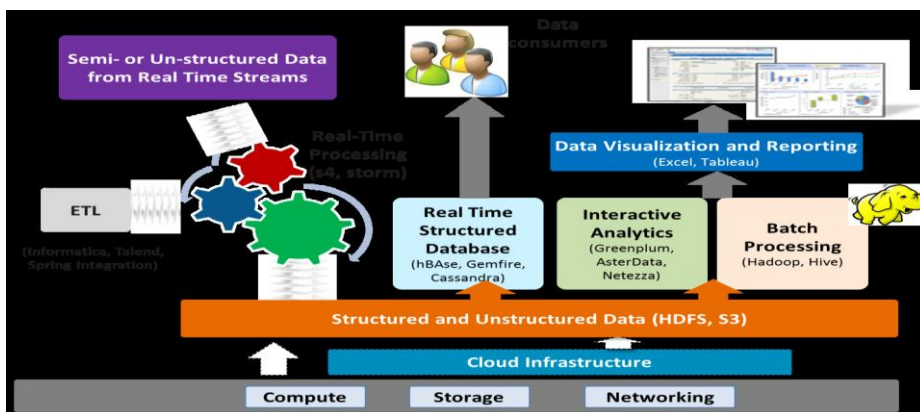 Semi- or Un-structured Data
from Real Time Streams
Data
consumers
Real-Time
Processing
(s4, storm)
Data Visualization and Reporting
(Excel, Tableau)
ETL
(Informatica, Talend,
Spring Integration)
Real Time
Structured
Database
(hBAse, Gemfire,
Cassandra)
Interactive
Analytics
(Greenplum,
AsterData,
Netezza)
Batch
Processing
(Hadoop, Hive)
Structured and Unstructured Data (HDFS, S3)
Cloud Infrastructure
Compute
Storage
Networking